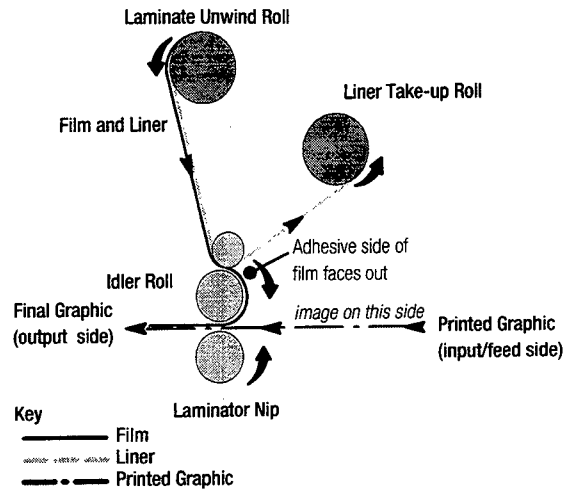 Laminate Unwind Roll
Liner Take-up Roll
Film and Liner
Adhesive side of
film faces out
Idler Roll
image on this side
Final Graphic
(output side)
Printed Graphic
(input/feed side)
Laminator Nip
Key
Film
Liner
Printed Graphic